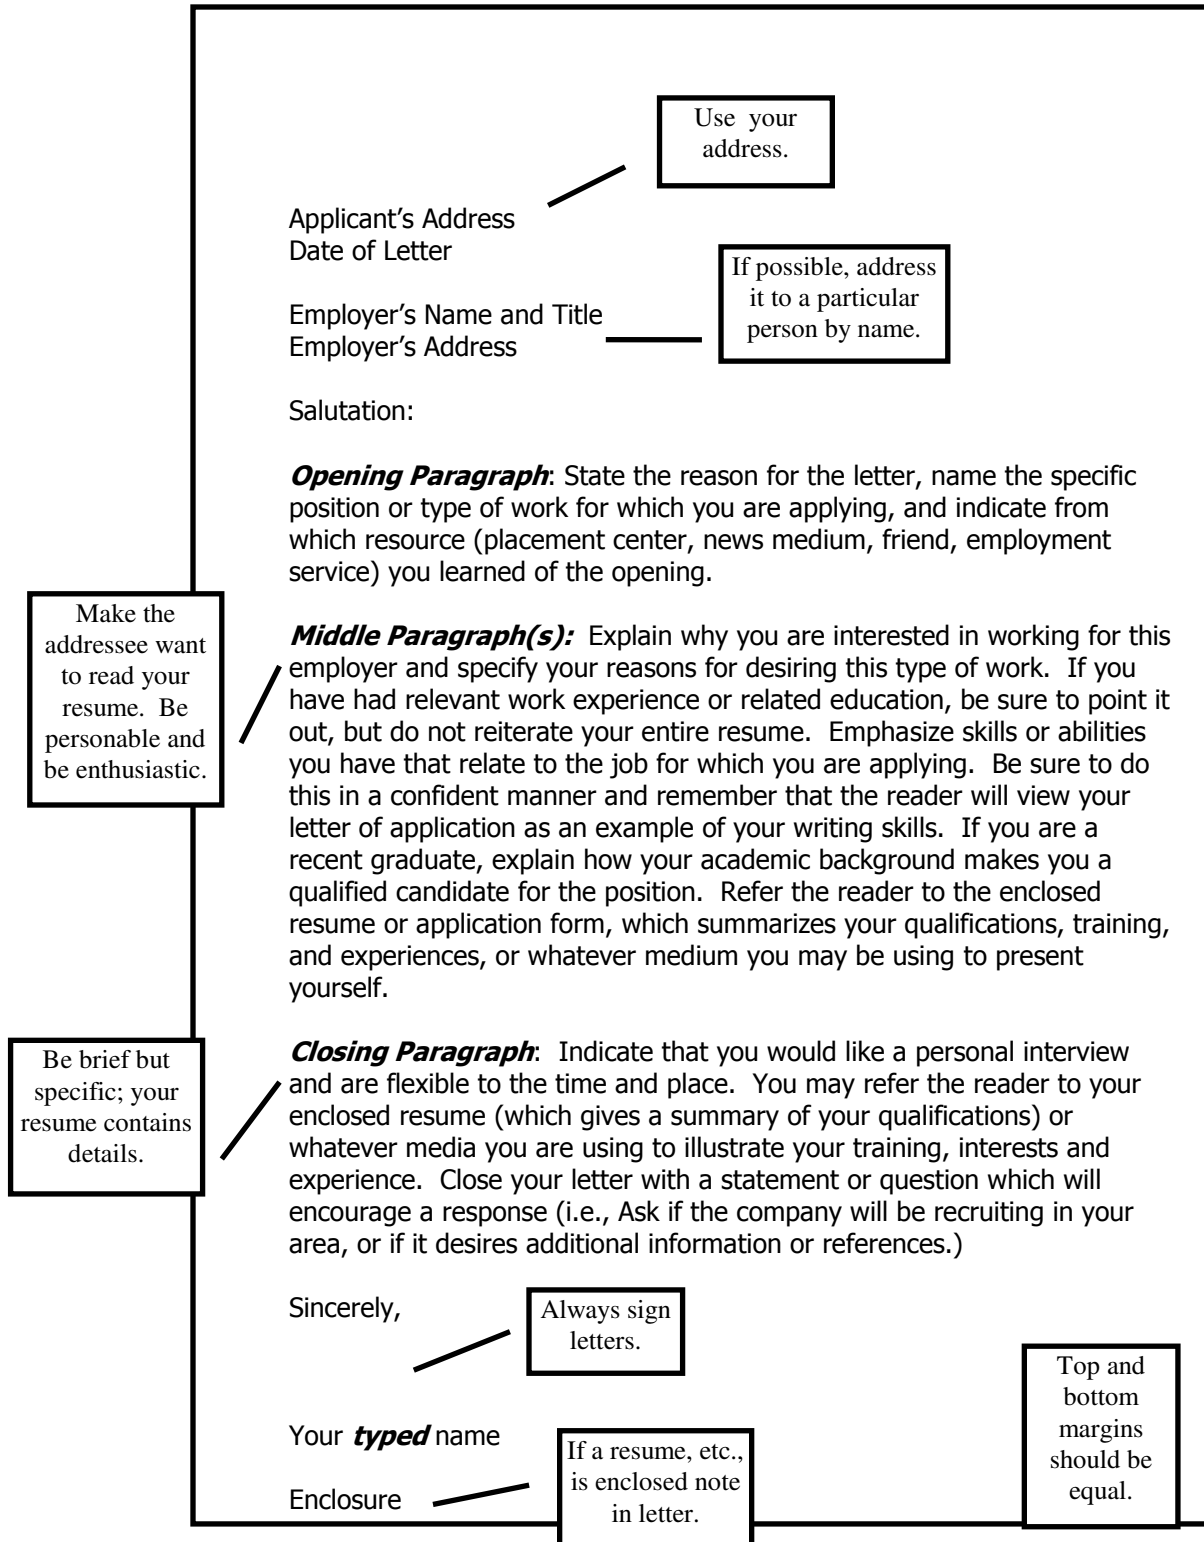 Use your
address.
Applicant’s Address
Date of Letter
If possible, address
it to a particular
person by name.
Employer’s Name and Title
Employer’s Address
Salutation:
Opening Paragraph: State the reason for the letter, name the specific
position or type of work for which you are applying, and indicate from
which resource (placement center, news medium, friend, employment
service) you learned of the opening.
Make the
addressee want
to read your
resume. Be
personable and
be enthusiastic.
Middle Paragraph(s): Explain why you are interested in working for this
employer and specify your reasons for desiring this type of work. If you
have had relevant work experience or related education, be sure to point it
out, but do not reiterate your entire resume. Emphasize skills or abilities
you have that relate to the job for which you are applying. Be sure to do
this in a confident manner and remember that the reader will view your
letter of application as an example of your writing skills. If you are a
recent graduate, explain how your academic background makes you a
qualified candidate for the position. Refer the reader to the enclosed
resume or application form, which summarizes your qualifications, training,
and experiences, or whatever medium you may be using to present
yourself.
Be brief but
specific; your
resume contains
details.
Closing Paragraph: Indicate that you would like a personal interview
and are flexible to the time and place. You may refer the reader to your
enclosed resume (which gives a summary of your qualifications) or
whatever media you are using to illustrate your training, interests and
experience. Close your letter with a statement or question which will
encourage a response (i.e., Ask if the company will be recruiting in your
area, or if it desires additional information or references.)
Sincerely,
Always sign
letters.
Your typed name
Enclosure
If a resume, etc.,
is enclosed note
in letter.
Top and
bottom
margins
should be
equal.